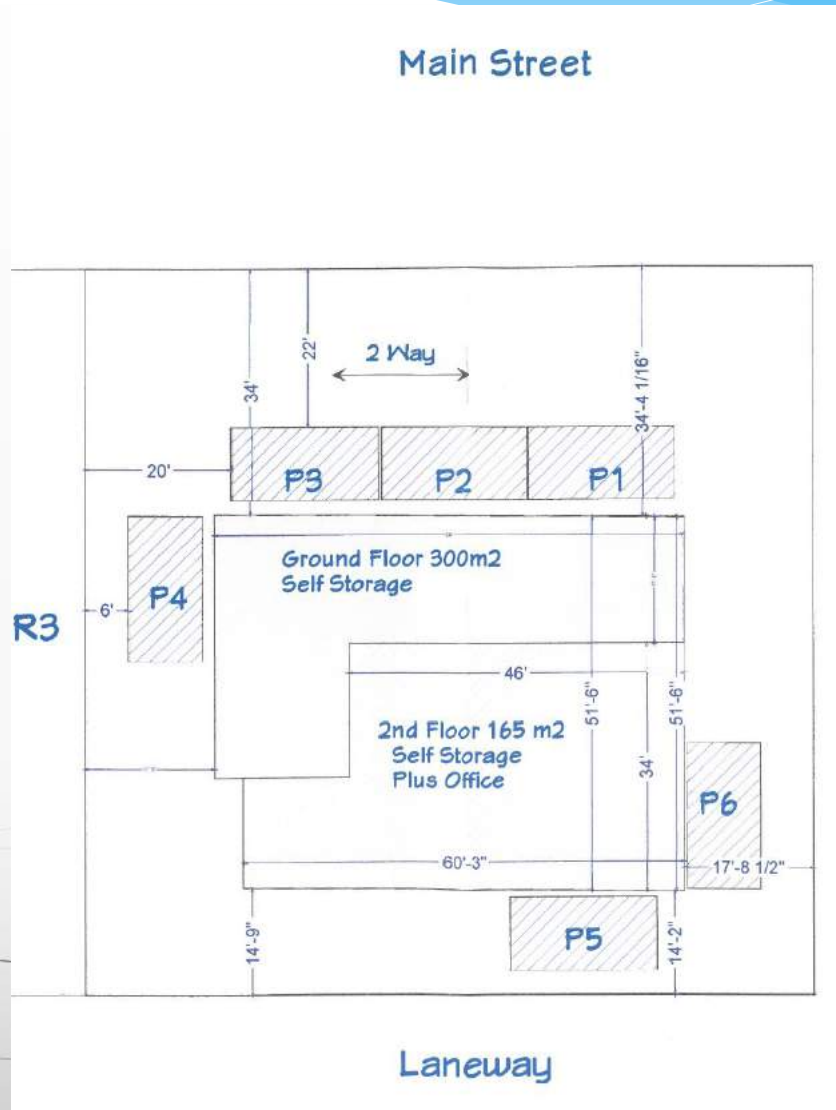 Main Street
22'
2 Way
34'
34'-4 1/16"
20'
P3
P2
P1
Ground Floor 300m2
Self Storage
P4
6'
R3
46'
51'-6"
51'-6"
2nd Floor 165 m2
Self Storage
Plus Office
34'
P6
60'-3"
17'-8 1/2"
14'-9"
P5
14'-2"
Laneway